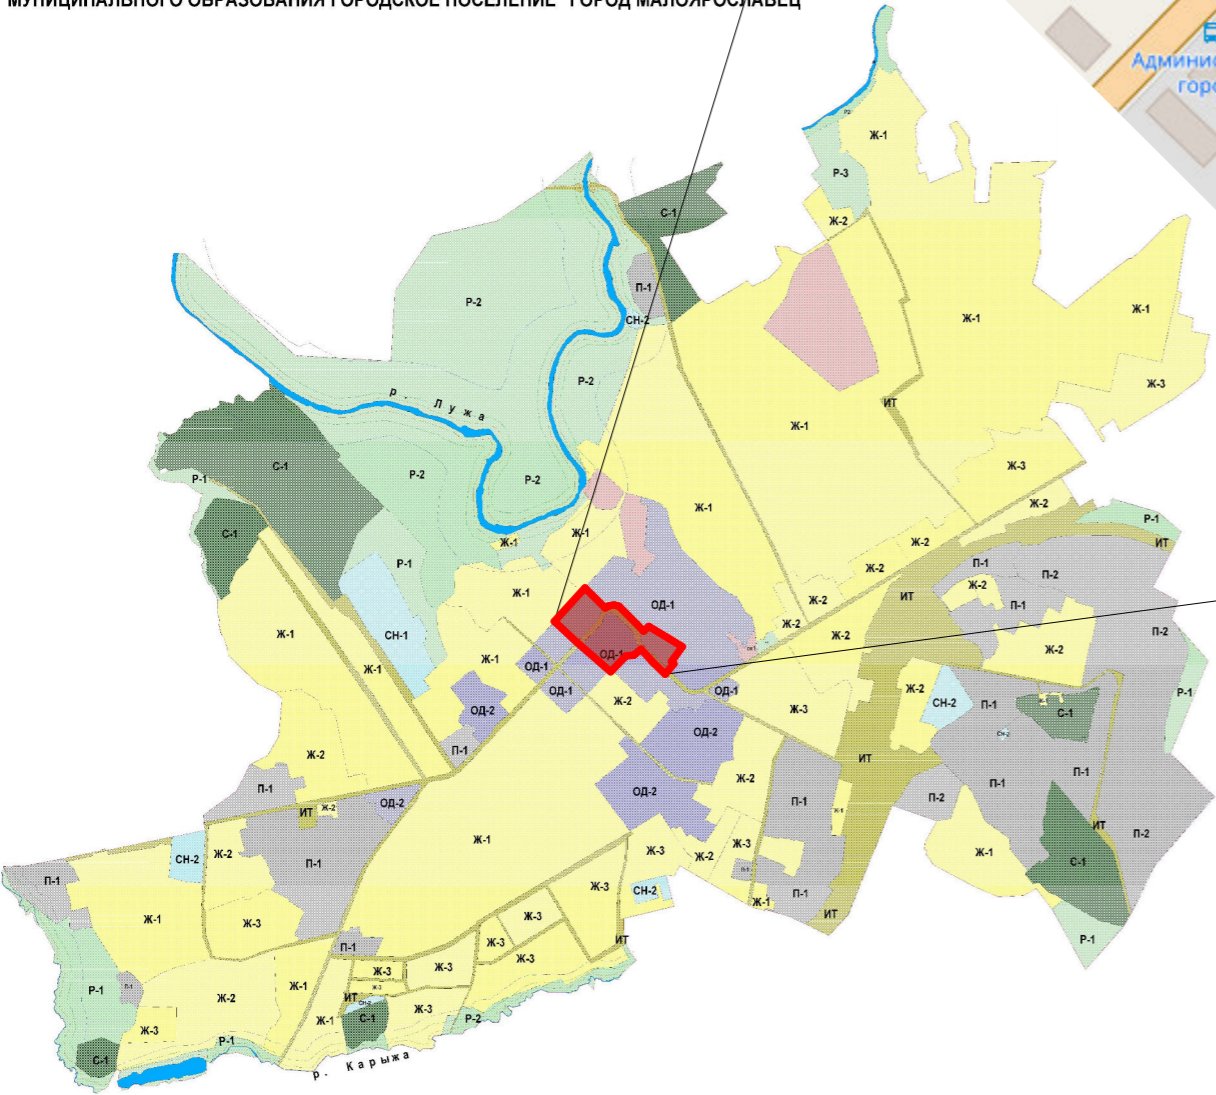 МУНИЦИПАЛЬНОГО ОБРАЗОВАНИЯ ГОРОДСКОЕ ПОСЕЛЕНИЕ "ГОРОД МАЛОЯРОСЛАВЕЦ"
Ж-1
Р-3
С-1
Ж-2
П-1
Р-2
СН-2
Ж-1
Ж-1
Р-2
Ж-3
р. Лужа
ИТ
Ж-1
С-1
Р-2
Р-2
Ж-3
Р-1
Ж-1
Ж-2
Р-1
С-1
Ж-1
Ж-1
Ж-2
ИТ
Р-1
П-1
Ж-2
П-2
Ж-2
Ж-1
ИТ
Ж-2
ОД-1
П-1
Ж-1
СН-1
Ж-2
Ж-2
П-2
Ж-2
ОД-1
Ж-1
Ж-1
ОД-1
ОД-1
ОД-1
Ж-2
Р-1
Ж-2
СН-2
П-1
С-1
ОД-2
Ж-3
ОД-2
П-1
Ж-2
ИТ
П-1
Ж-2
П-1
П-1
ОД-2
ОД-2
П-1
П-2
ИТ
Ж-2
Ж-1
ИТ
П-2
Ж-1
СН-2
Ж-2
П-1
Ж-3
Ж-2
Ж-3
Ж-1
С-1
П-1
Ж-3
СН-2
П-1
Ж-1
Ж-1
Ж-3
Ж-3
ИТ
ИТ
П-1
Ж-3
Р-1
Ж-3
Ж-3
Ж-3
Ж-1
Р-1
Ж-2
ИТ
Ж-3
С-1
Р-2
Ж-1
Ж-3
Р-1
С-1
р. Карыжа